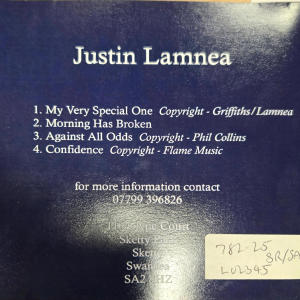 Justin Lamnea
1. My Very Special One Copyright - Griffiths/Lamnea
2. Morning Has Broken
3. Against All Odds Copyright - Phil Collins
4. Confidence Copyright - Flame Music
for more information contact
07799 396826
Court
Sketty
Sketty
Swansea
SA2
782.25
LU2345